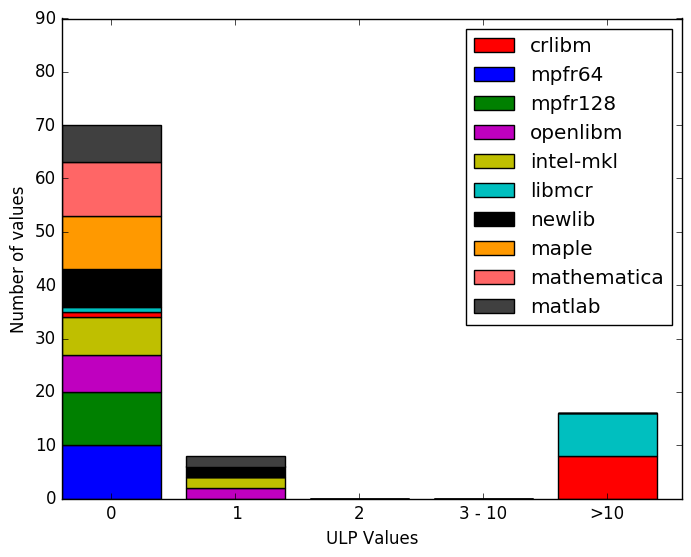 90
80
70
60
50
40
30
20
10
0
Number of values
0 1 2 3 - 10 >10
ULP Values
crlibm
mpfr64
mpfr128
openlibm
intel-mkl
libmcr
newlib
maple
mathematica
matlab